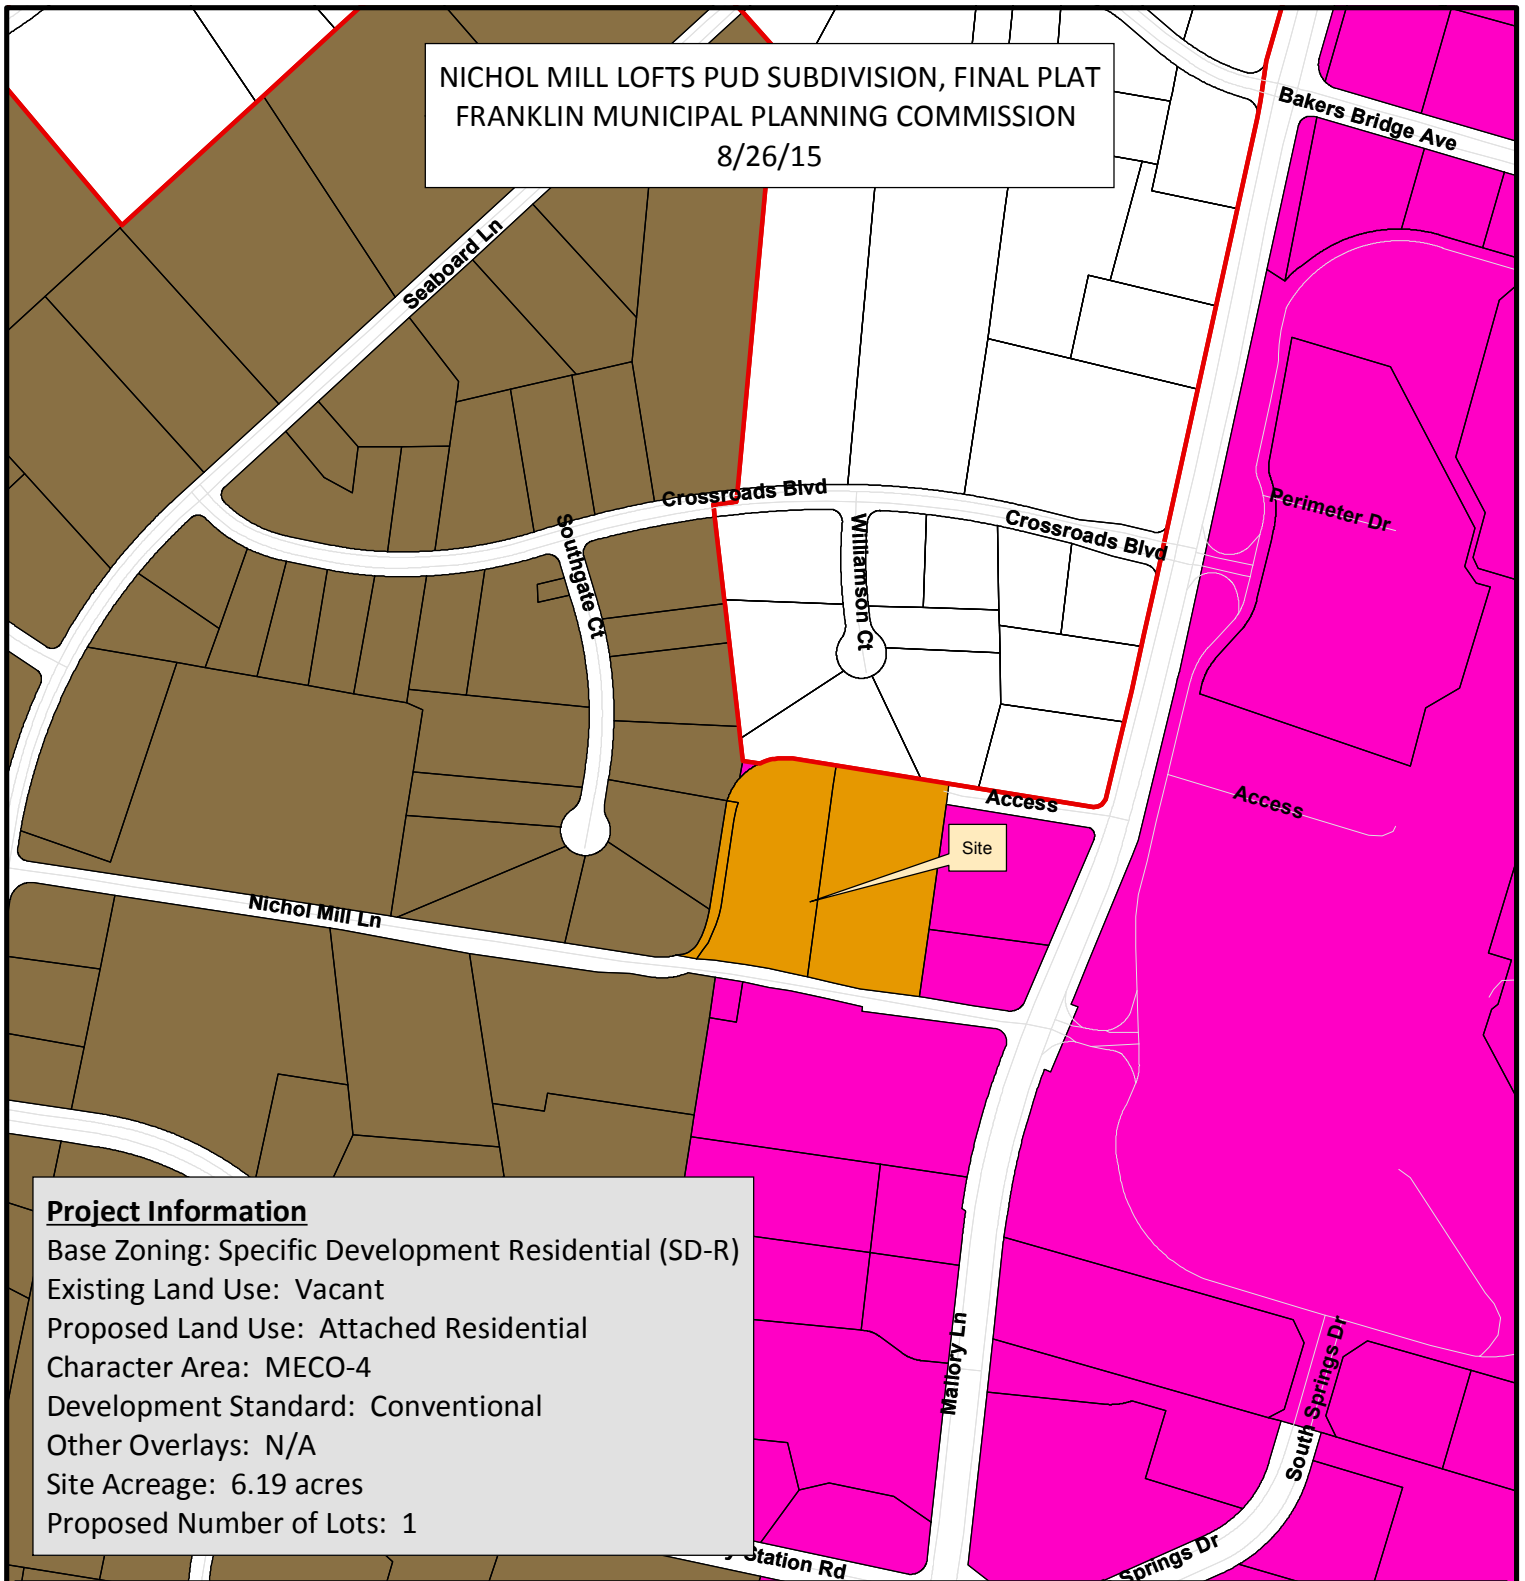 NICHOL MILL LOFTS PUD SUBDIVISION, FINAL PLAT
FRANKLIN MUNICIPAL PLANNING COMMISSION
8/26/15
Bakers Bridge Ave
Seaboard Ln
Crossroads Blvd
Crossroads Blvd
Perimeter Dr
Southgate Ct
Williamson Ct
Access
Access
Site
Nichol Mill Ln
Project Information
Base Zoning: Specific Development Residential (SD-R)
Existing Land Use: Vacant
Proposed Land Use: Attached Residential
Character Area: MECO-4
Development Standard: Conventional
Other Overlays: N/A
Site Acreage: 6.19 acres
Proposed Number of Lots: 1
Mallory Ln
South Springs Dr
y Station Rd
Springs Dr